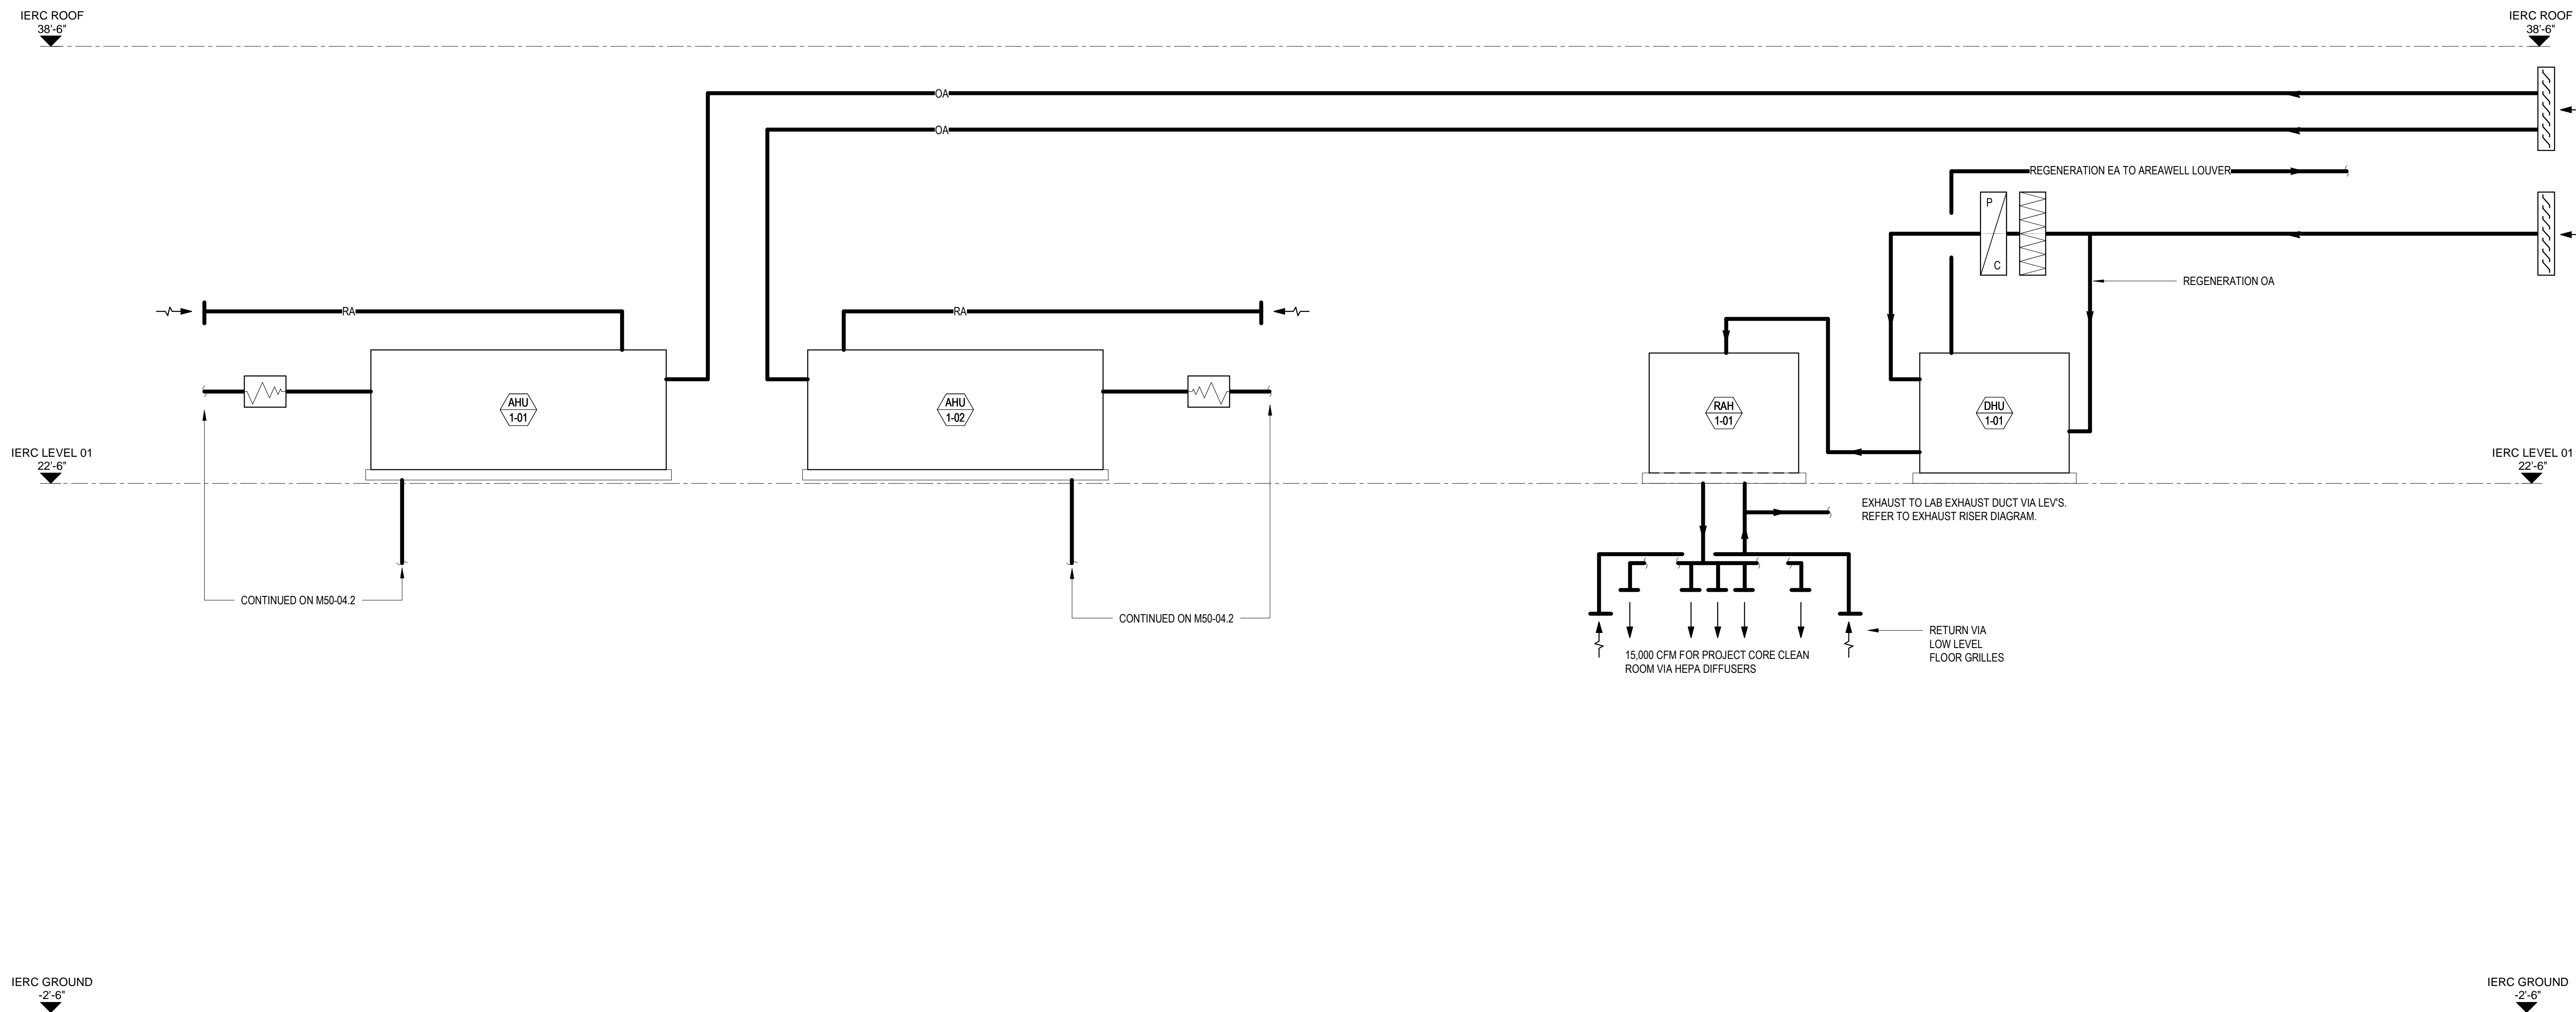 IERC ROOF
38'-6"
IERC ROOF
38'-6"
OA
OA
REGENERATION EA TO AREAWELL LOUVER
P
C
REGENERATION OA
RA
RA
AHU
1-01
AHU
1-02
RAH
1-01
DHU
1-01
IERC LEVEL 01
22'-6"
IERC LEVEL 01
22'-6"
EXHAUST TO LAB EXHAUST DUCT VIA LEV'S.
REFER TO EXHAUST RISER DIAGRAM.
CONTINUED ON M50-04.2
CONTINUED ON M50-04.2
RETURN VIA
LOW LEVEL
FLOOR GRILLES
15,000 CFM FOR PROJECT CORE CLEAN
ROOM VIA HEPA DIFFUSERS
IERC GROUND
-2'-6"
IERC GROUND
-2'-6"